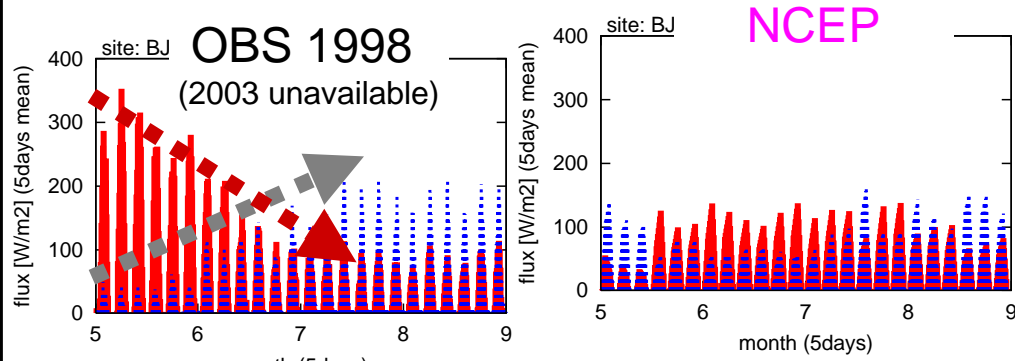 site: BJ
OBS 1998
(2003 unavailable)
flux [W/m2] (5days mean)
400
300
200
100
0
5
6
7
8
9
site: BJ
NCEP
flux [W/m2] (5days mean)
400
300
200
100
0
5
6
7
8
9
month (5days)